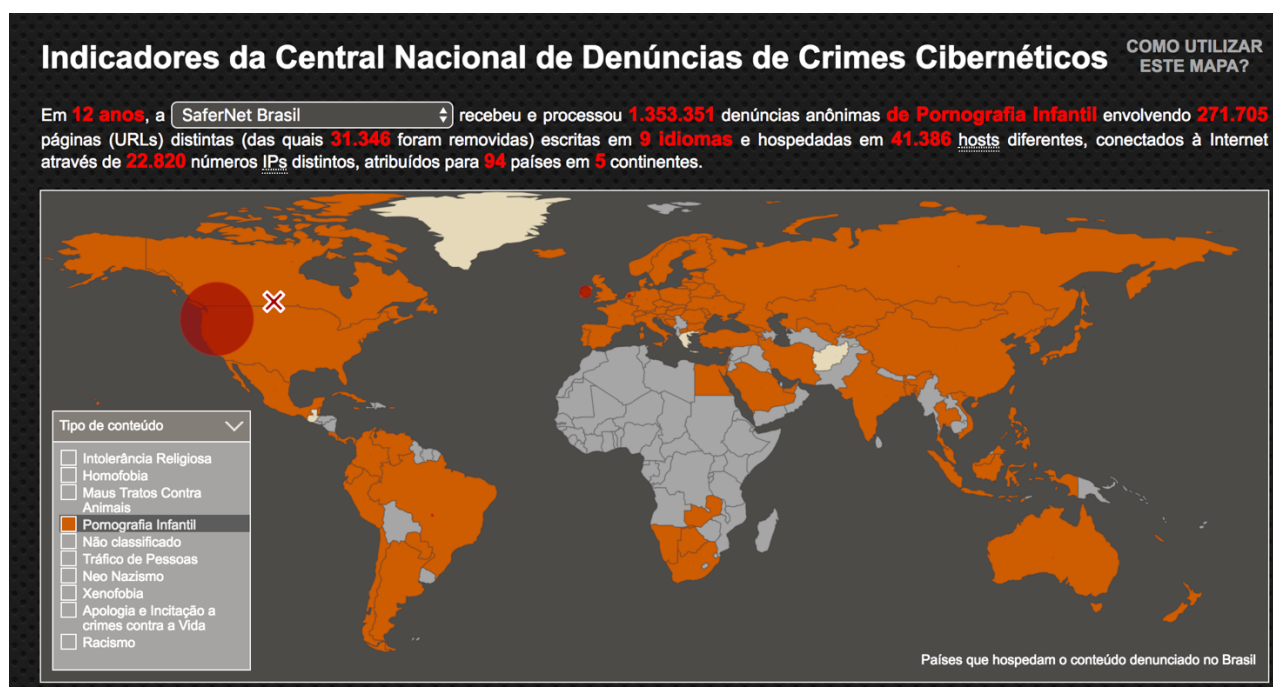 Indicadores da Central Nacional de Denúncias de Crimes Cibernéticos
COMO UTILIZAR
ESTE MAPA?
Em 12 anos, a SaferNet Brasil recebeu e processou 1.353.351 denúncias anônimas de Pornografia Infantil envolvendo 271.705
páginas (URLs) distintas (das quais 31.346 foram removidas) escritas em 9 idiomas e hospedadas em 41.386 hosts diferentes, conectados à Internet
através de 22.820 números IPs distintos, atribuídos para 94 países em 5 continentes.
Tipo de conteúdo
Intolerância Religiosa
Homofobia
Maus Tratos Contra
Animais
Pornografia Infantil
Não classificado
Tráfico de Pessoas
Neo Nazismo
Xenofobia
Apologia e Incitação a
crimes contra a Vida
Racismo
Países que hospedam o conteúdo denunciado no Brasil